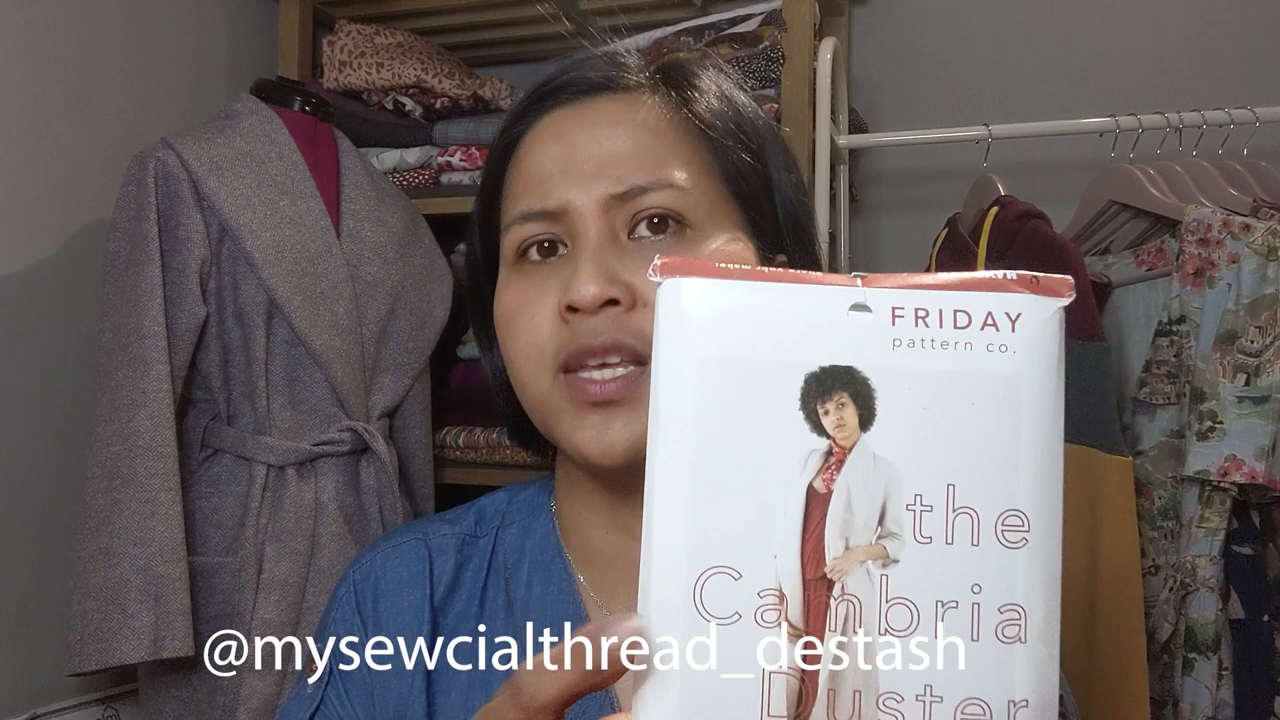 FRIDAY
pattern co.
the
Cambria
Duster
@mysewcialthread_destash